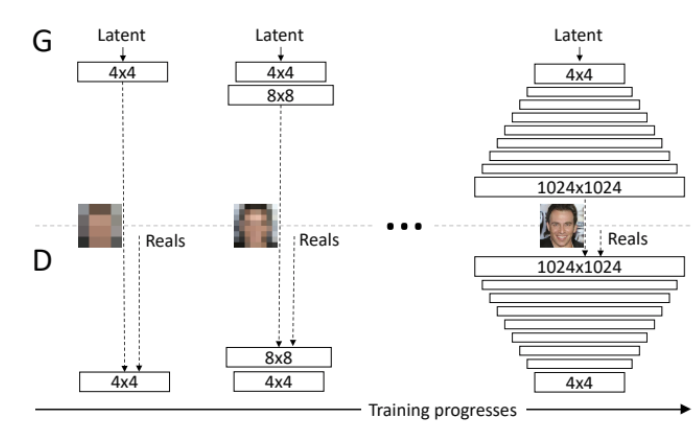 G
Latent
Latent
Latent
4x4
4x4
4x4
8x8
1024x1024
Reals
Reals
Reals
D
1024x1024
8x8
4x4
4x4
4x4
Training progresses